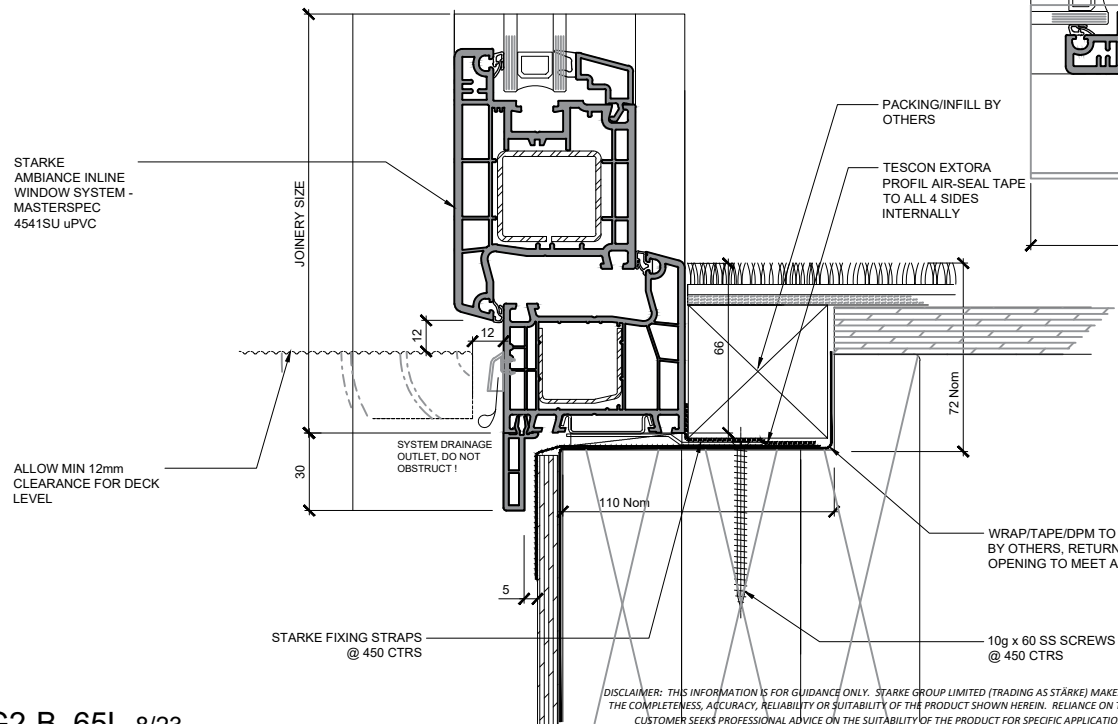 PACKING/INFILL BY
OTHERS
STARKE
AMBIANCE INLINE
WINDOW SYSTEM -
MASTERSPEC
4541SU uPVC
TESCON EXTORA
PROFIL AIR-SEAL TAPE
TO ALL 4 SIDES
INTERNALLY
JOINERY SIZE
12
12
66
72 Nom
SYSTEM DRAINAGE
OUTLET, DO NOT
OBSTRUCT !
ALLOW MIN 12mm
CLEARANCE FOR DECK
LEVEL
30
110 Nom
WRAP/TAPE/DPM TO
BY OTHERS, RETURN
OPENING TO MEET A
5
STARKE FIXING STRAPS
@ 450 CTRS
10g x 60 SS SCREWS
@ 450 CTRS
DISCLAIMER: THIS INFORMATION IS FOR GUIDANCE ONLY. STARKE GROUP LIMITED (TRADING AS STÄRKE) MAKE
THE COMPLETENESS, ACCURACY, RELIABILITY OR SUITABILITY OF THE PRODUCT SHOWN HEREIN. RELIANCE ON
CUSTOMER SEEKS PROFESSIONAL ADVICE ON THE SUITABILITY OF THE PRODUCT FOR SPECIFIC APPLICATIO
8/23